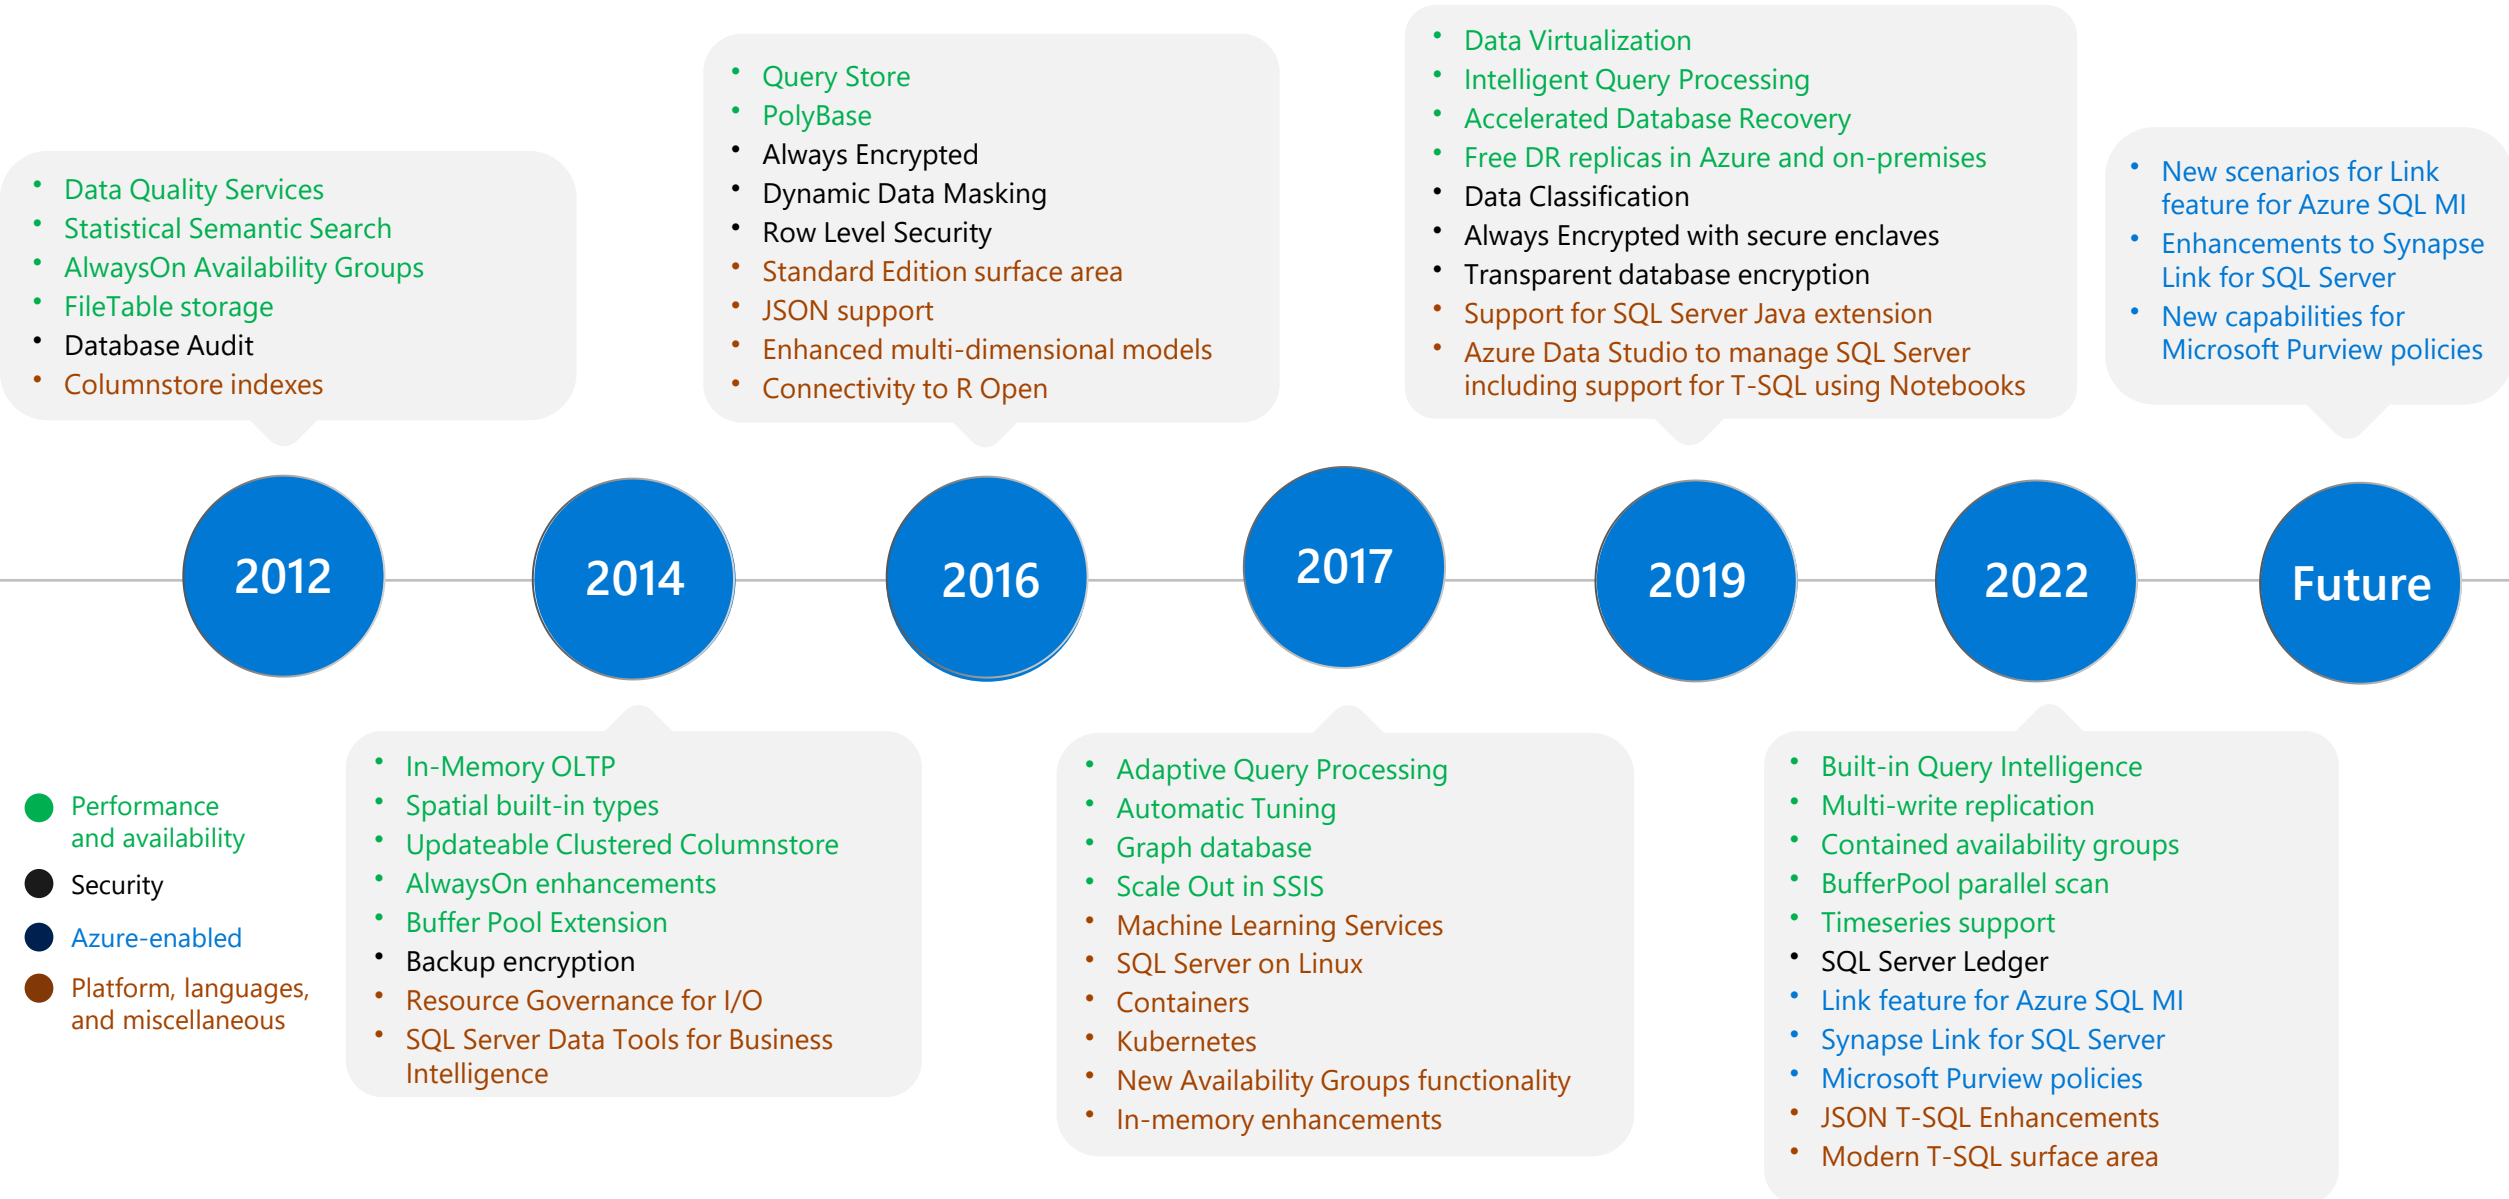 • Data Quality Services
• Statistical Semantic Search
• AlwaysOn Availability Groups
• FileTable storage
• Database Audit
• Columnstore indexes
• Query Store
• PolyBase
• Always Encrypted
• Dynamic Data Masking
• Row Level Security
• Standard Edition surface area
• JSON support
• Enhanced multi-dimensional models
• Connectivity to R Open
• Data Virtualization
• Intelligent Query Processing
• Accelerated Database Recovery
• Free DR replicas in Azure and on-premises
• Data Classification
• Always Encrypted with secure enclaves
• Transparent database encryption
• Support for SQL Server Java extension
• Azure Data Studio to manage SQL Server
including support for T-SQL using Notebooks
• New scenarios for Link
feature for Azure SQL MI
• Enhancements to Synapse
Link for SQL Server
• New capabilities for
Microsoft Purview policies
2012
2014
2016
2017
2019
2022
Future
Performance
and availability
Security
Azure-enabled
Platform, languages,
and miscellaneous
• In-Memory OLTP
• Spatial built-in types
• Updateable Clustered Columnstore
• AlwaysOn enhancements
• Buffer Pool Extension
• Backup encryption
• Resource Governance for I/O
• SQL Server Data Tools for Business
Intelligence
• Adaptive Query Processing
• Automatic Tuning
• Graph database
• Scale Out in SSIS
• Machine Learning Services
• SQL Server on Linux
• Containers
• Kubernetes
• New Availability Groups functionality
• In-memory enhancements
• Built-in Query Intelligence
• Multi-write replication
• Contained availability groups
• BufferPool parallel scan
• Timeseries support
• SQL Server Ledger
• Link feature for Azure SQL MI
• Synapse Link for SQL Server
• Microsoft Purview policies
• JSON T-SQL Enhancements
• Modern T-SQL surface area